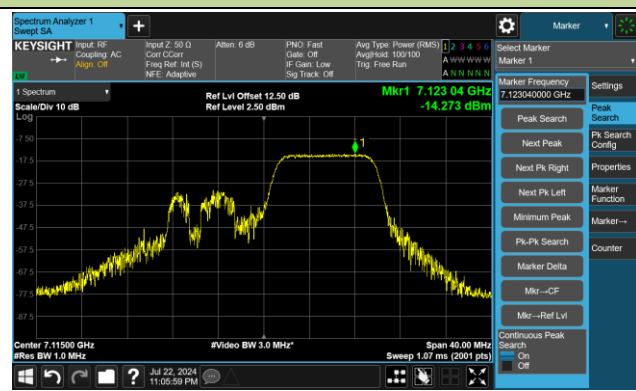 Spectrum Analyzer 1
Swept SA
Marker
KEYSIGHT
Input: RF
Coupling: AC
Align: Off
Input Z: 50 Ω
Corr CCorr
Freq Ref: Int (S)
NFE: Adaptive
Atten: 6 dB
PNO: Fast
Gate: Off
IF Gain: Low
Sig Track: Off
Avg Type: Power (RMS)
Avg|Hold: 100/100
Trig: Free Run
1 2 3 4 5 6
A W W W W W
A N N N N N
LW
Select Marker
Marker 1
Marker Frequency
7.123040000 GHz
Settings
Peak Search
Peak
Search
Next Peak
Pk Search
Config
Next Pk Right
Properties
Next Pk Left
Marker
Function
Minimum Peak
Marker→
Pk-Pk Search
Counter
Marker Delta
Mkr→CF
Mkr→Ref Lvl
Continuous Peak
Search
On
Off
1 Spectrum
Scale/Div 10 dB
Log
Ref Lvl Offset 12.50 dB
Ref Level 2.50 dBm
Mkr1 7.123 04 GHz
-14.273 dBm
1
-7.50
-17.5
-27.5
-37.5
-47.5
-57.5
-67.5
-77.5
-87.5
Center 7.11500 GHz
#Res BW 1.0 MHz
#Video BW 3.0 MHz*
Span 40.00 MHz
Sweep 1.07 ms (2001 pts)
?
Jul 22, 2024
11:05:59 PM